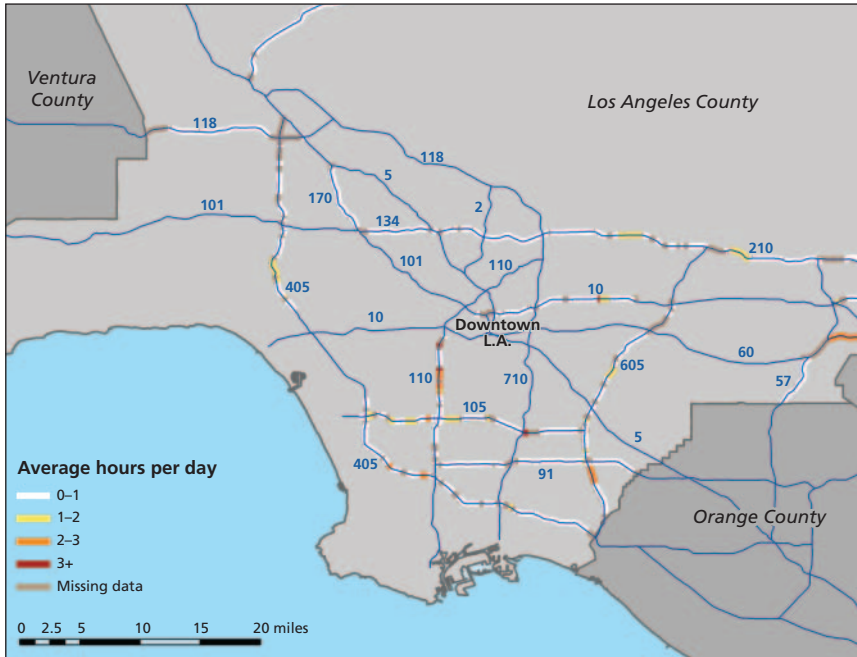 Ventura
County
Los Angeles County
118
118
5
170
2
101
134
210
101
110
405
10
10
Downtown
L.A.
60
110
710
605
57
105
5
405
91
Orange County
Average hours per day
0–1
1–2
2–3
3+
Missing data
0 2.5 5 10 15 20 miles